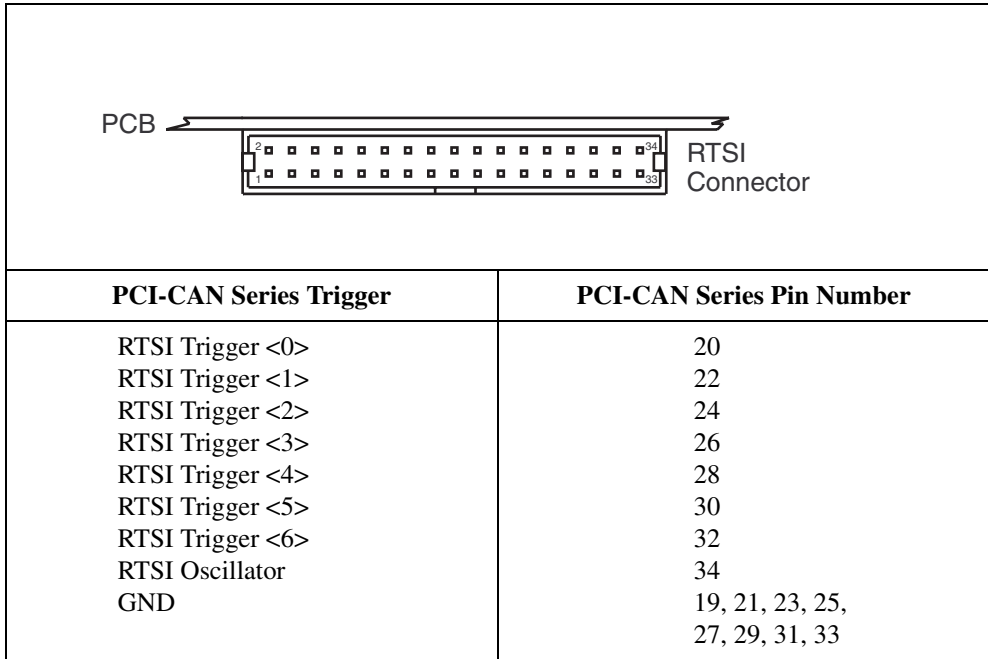 PCB
2
34
RTSI
Connector
1
33
PCI-CAN Series Trigger
PCI-CAN Series Pin Number
RTSI Trigger <0>
20
RTSI Trigger <1>
22
RTSI Trigger <2>
24
RTSI Trigger <3>
26
RTSI Trigger <4>
28
RTSI Trigger <5>
30
RTSI Trigger <6>
32
RTSI Oscillator
34
GND
19, 21, 23, 25,
27, 29, 31, 33